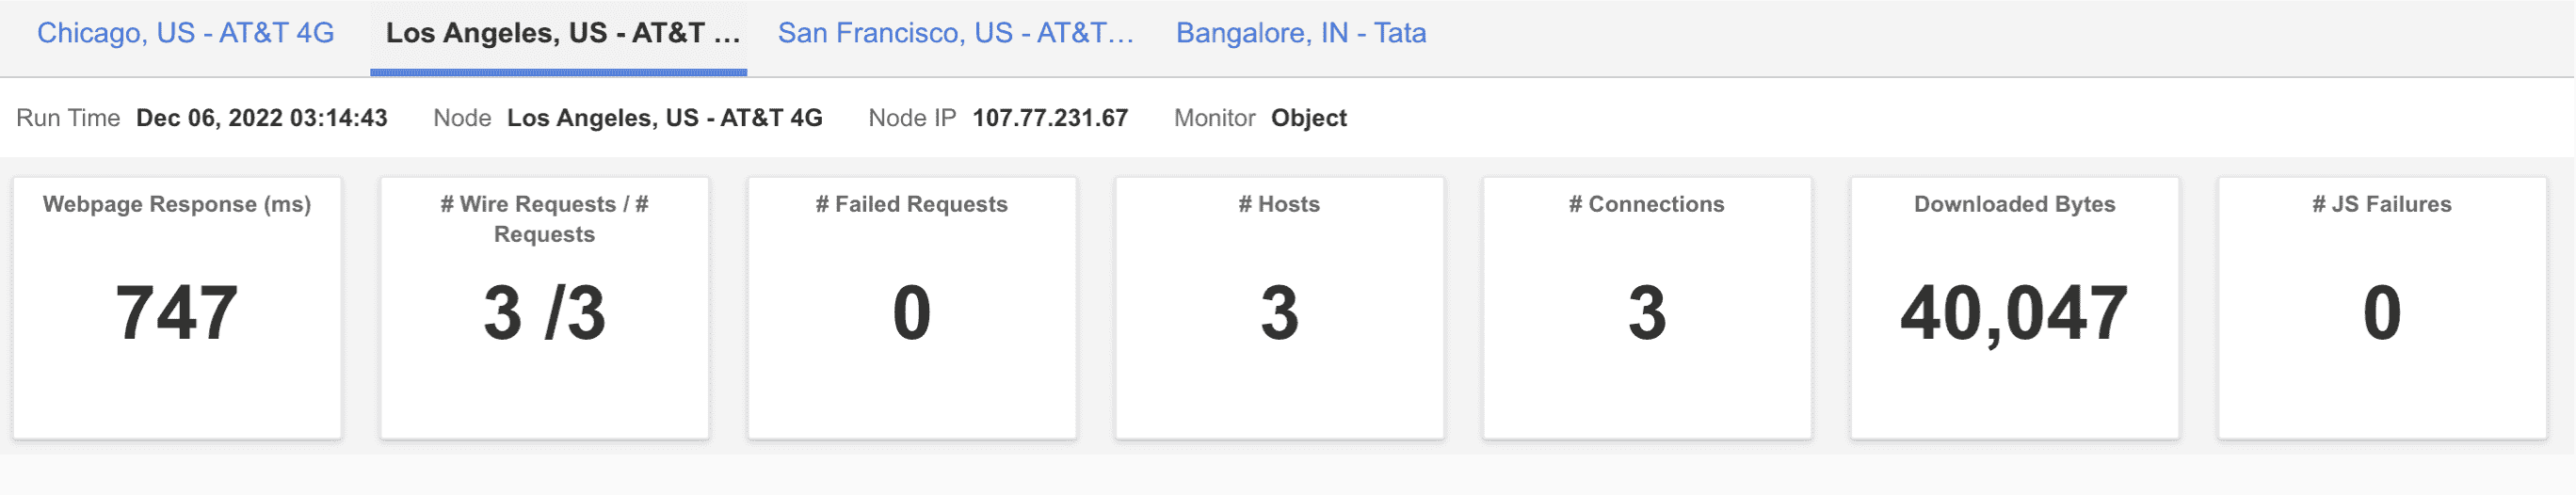 Chicago, US - AT&T 4G
Los Angeles, US - AT&T ...
San Francisco, US - AT&T...
Bangalore, IN - Tata
Run Time Dec 06, 2022 03:14:43 Node Los Angeles, US - AT&T 4G Node IP 107.77.231.67 Monitor Object
Webpage Response (ms)
747
# Wire Requests / #
Requests
3 /3
# Failed Requests
0
# Hosts
3
# Connections
3
Downloaded Bytes
40,047
# JS Failures
0